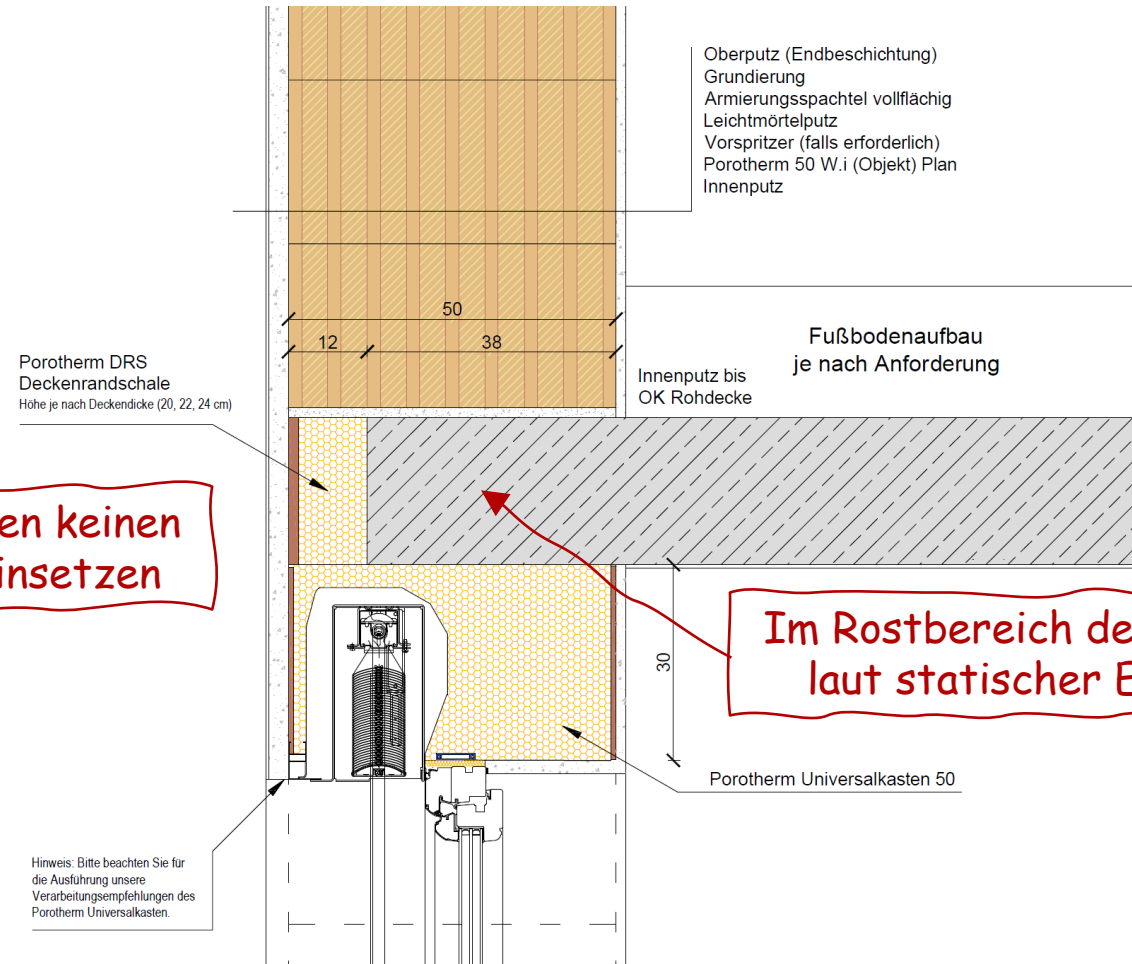 Oberputz (Endbeschichtung)
Grundierung
Armierungsspachtel vollflächig
Leichtmörtelputz
Vorspritzer (falls erforderlich)
Porotherm 50 W.i (Objekt) Plan
Innenputz
50
12
38
Fußbodenaufbau
je nach Anforderung
Porotherm DRS
Deckenrandschale
Höhe je nach Deckendicke (20, 22, 24 cm)
Innenputz bis
OK Rohdecke
en keinen
insetzen
Im Rostbereich de
laut statischer E
30
Porotherm Universalkasten 50
Hinweis: Bitte beachten Sie für
die Ausführung unsere
Verarbeitungsempfehlungen des
Porotherm Universalkasten.